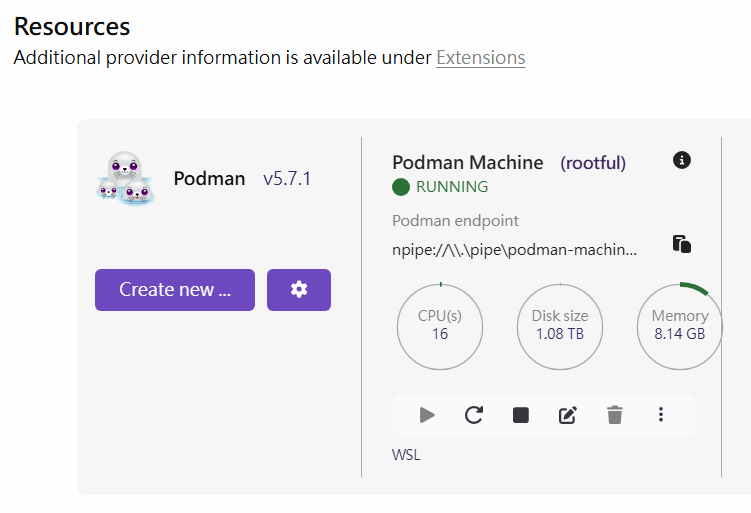 Resources
Additional provider information is available under Extensions
Podman v5.7.1
Create new ...
Podman Machine (rootful)
RUNNING
Podman endpoint
npipe://\\.\pipe\podman-machin...
CPU(s)
16
Disk size
1.08 TB
Memory
8.14 GB
WSL